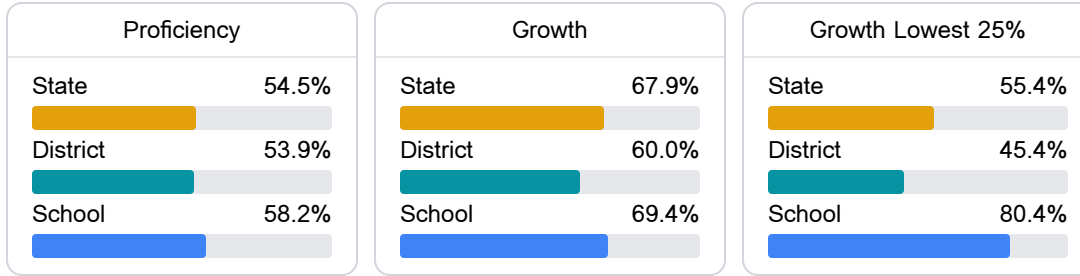 Proficiency
State 54.5%
District 53.9%
School 58.2%
Growth
State 67.9%
District 60.0%
School 69.4%
Growth Lowest 25%
State 55.4%
District 45.4%
School 80.4%